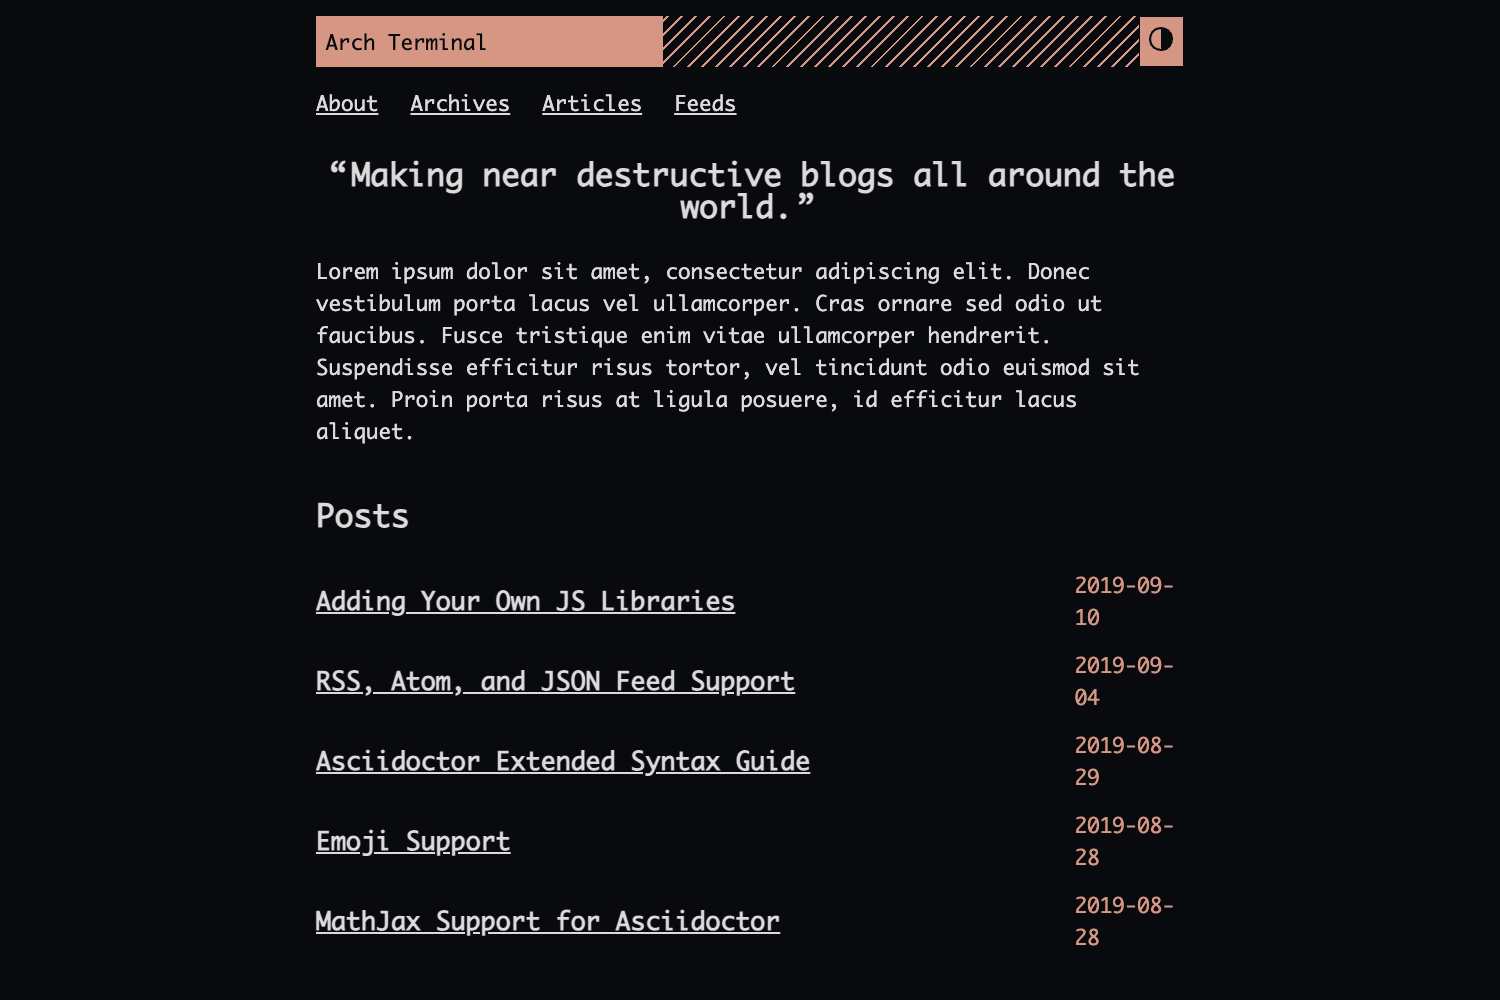 Arch Terminal
About Archives Articles Feeds
“Making near destructive blogs all around the
world.”
Lorem ipsum dolor sit amet, consectetur adipiscing elit. Donec
vestibulum porta lacus vel ullamcorper. Cras ornare sed odio ut
faucibus. Fusce tristique enim vitae ullamcorper hendrerit.
Suspendisse efficitur risus tortor, vel tincidunt odio euismod sit
amet. Proin porta risus at ligula posuere, id efficitur lacus
aliquet.
Posts
Adding Your Own JS Libraries
2019-09-
10
RSS, Atom, and JSON Feed Support
2019-09-
04
Asciidoctor Extended Syntax Guide
2019-08-
29
Emoji Support
2019-08-
28
MathJax Support for Asciidoctor
2019-08-
28